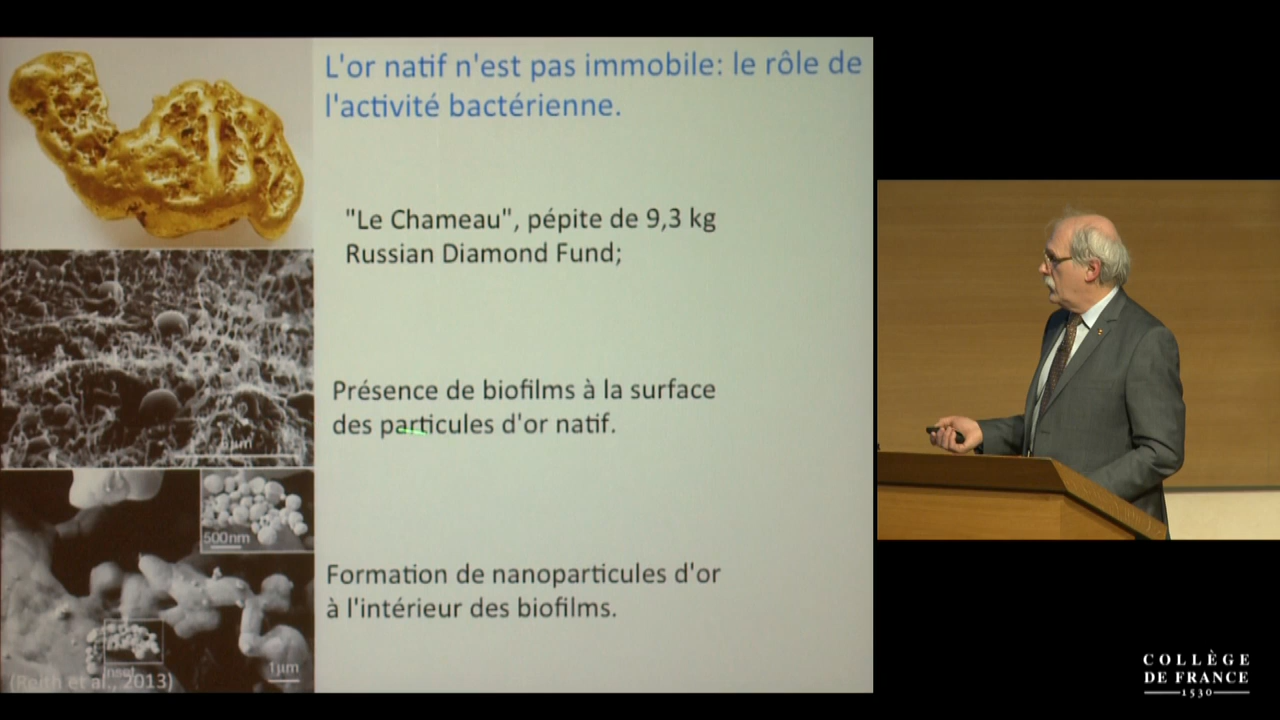 L'or natif n'est pas immobile: le rôle de
l'activité bactérienne.
"Le Chameau", pépite de 9,3 kg
Russian Diamond Fund;
Présence de biofilms à la surface
des particules d'or natif.
500nm
Formation de nanoparticules d'or
à l'intérieur des biofilms.
Inset
1µm
(Reith et al., 2013)
COLLÈGE
DE FRANCE
1530